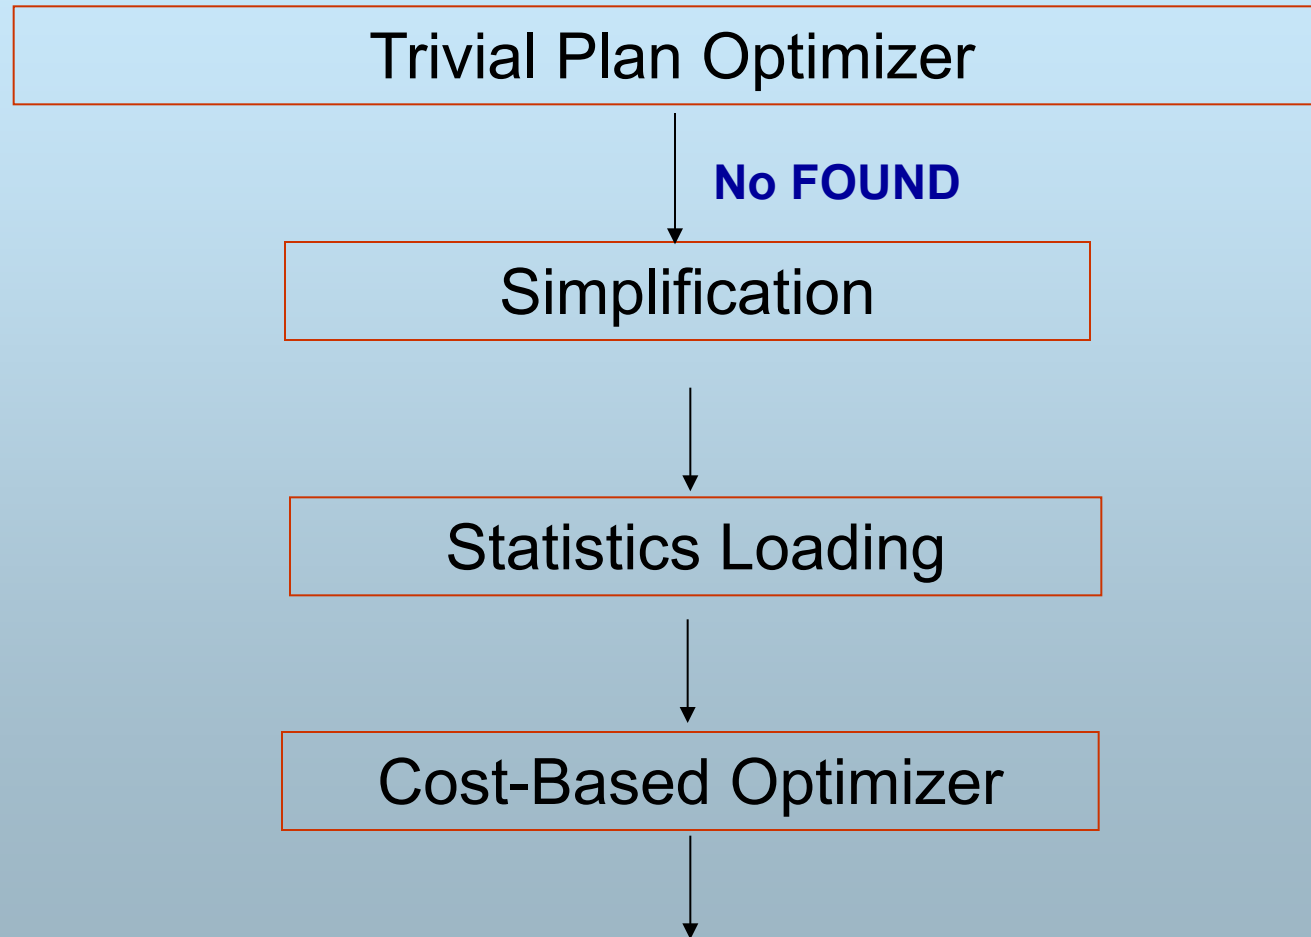 Trivial Plan Optimizer
No FOUND
Simplification
Statistics Loading
Cost-Based Optimizer